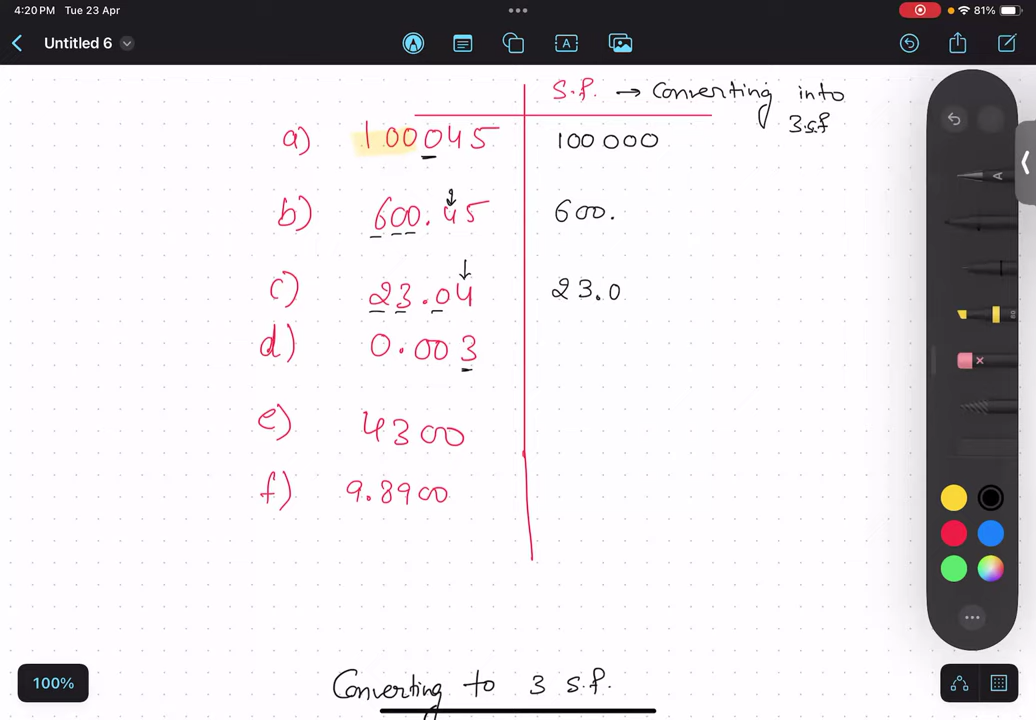 4:20 PM Tue 23 Apr
81%
Untitled 6
S.f. → Converting into
3s.f
a) 100045 100 000
b) 600.45 600.
c) 23.04 23.0
d) 0.003
e) 4300
f) 9.8900
100%
Converting to 3 s.f.